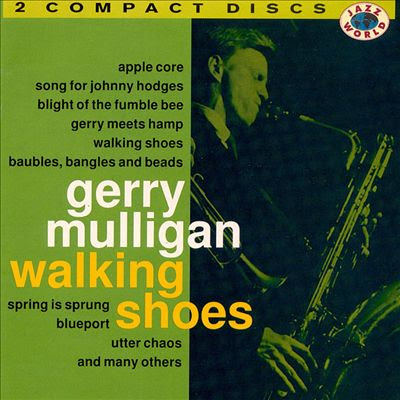 2 COMPACT DISCS
JAZZ
WORLD
apple core
song for johnny hodges
blight of the fumble bee
gerry meets hamp
walking shoes
baubles, bangles and beads
gerry
mulligan
walking
shoes
spring is sprung
blueport
utter chaos
and many others